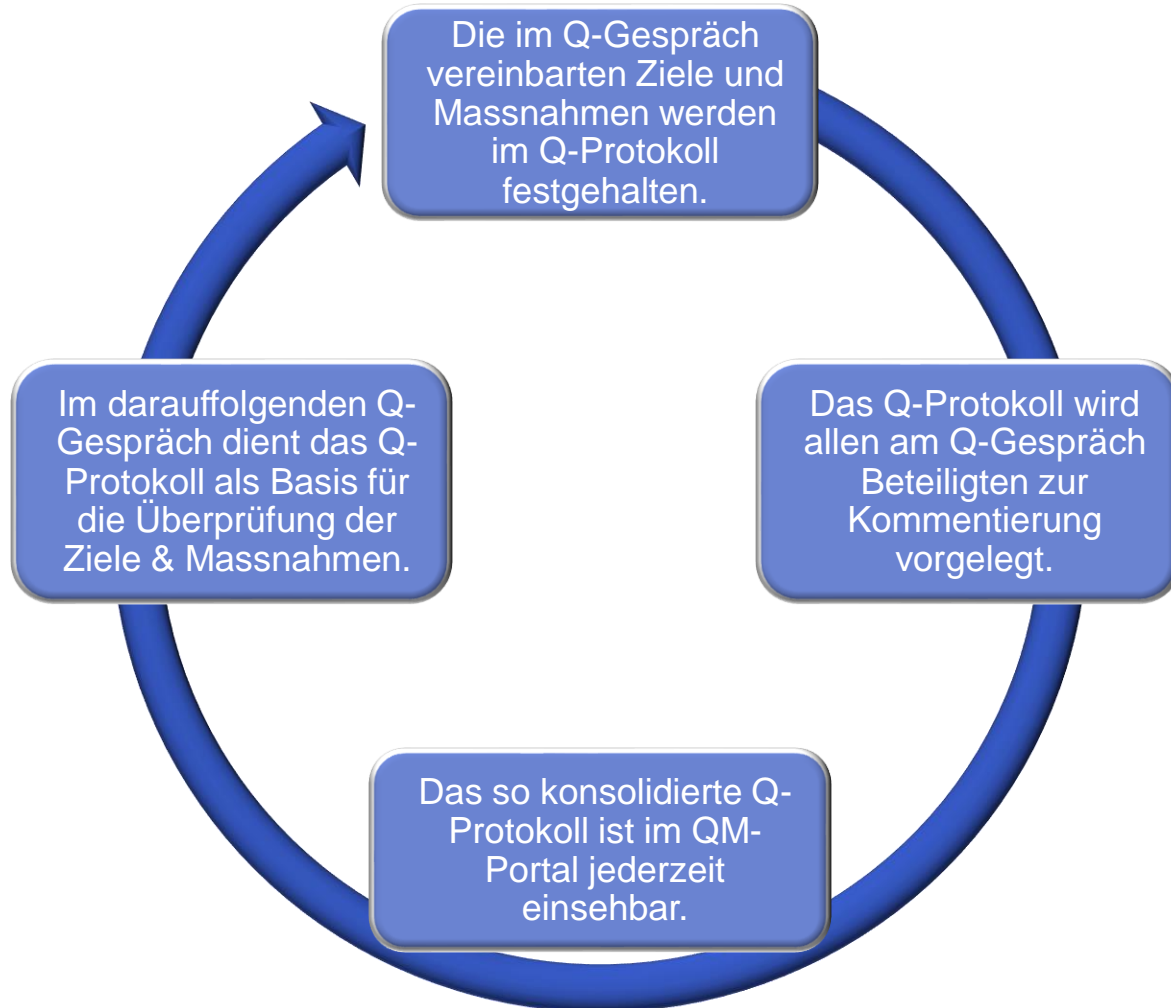 Die im Q-Gespräch
vereinbarten Ziele und
Massnahmen werden
im Q-Protokoll
festgehalten.
Das Q-Protokoll wird
allen am Q-Gespräch
Beteiligten zur
Kommentierung
vorgelegt.
Das so konsolidierte Q-
Protokoll ist im QM-
Portal jederzeit
einsehbar.
Im darauffolgenden Q-
Gespräch dient das Q-
Protokoll als Basis für
die Überprüfung der
Ziele & Massnahmen.